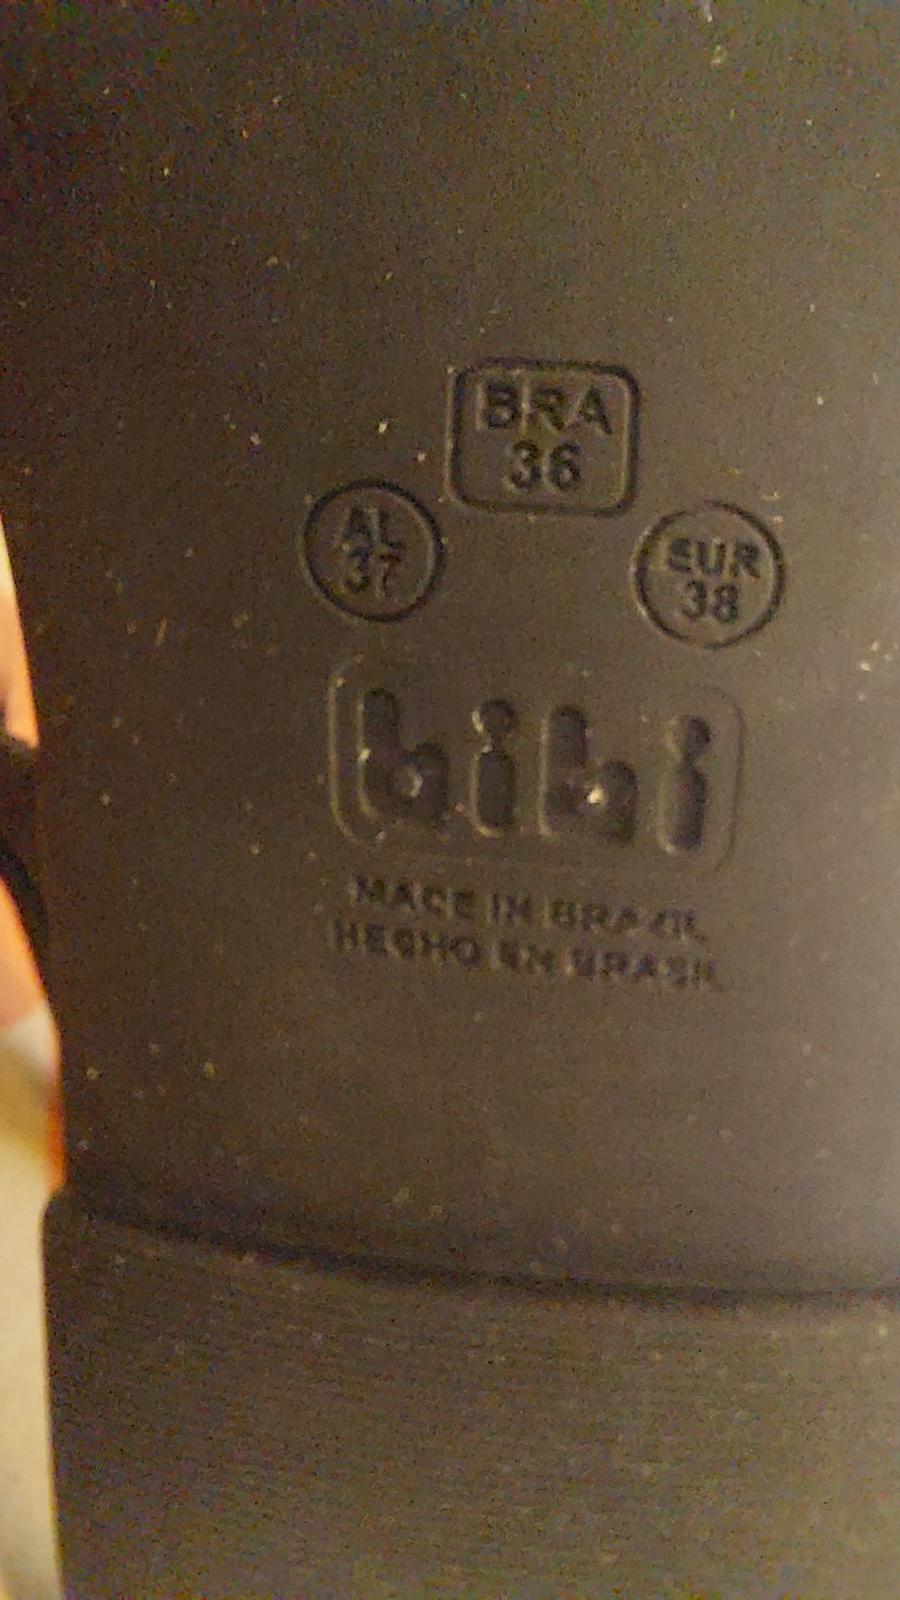 BRA
36
AL
37
EUR
38
bibi
MADE IN BRAZIL
HECHO EN BRASIL